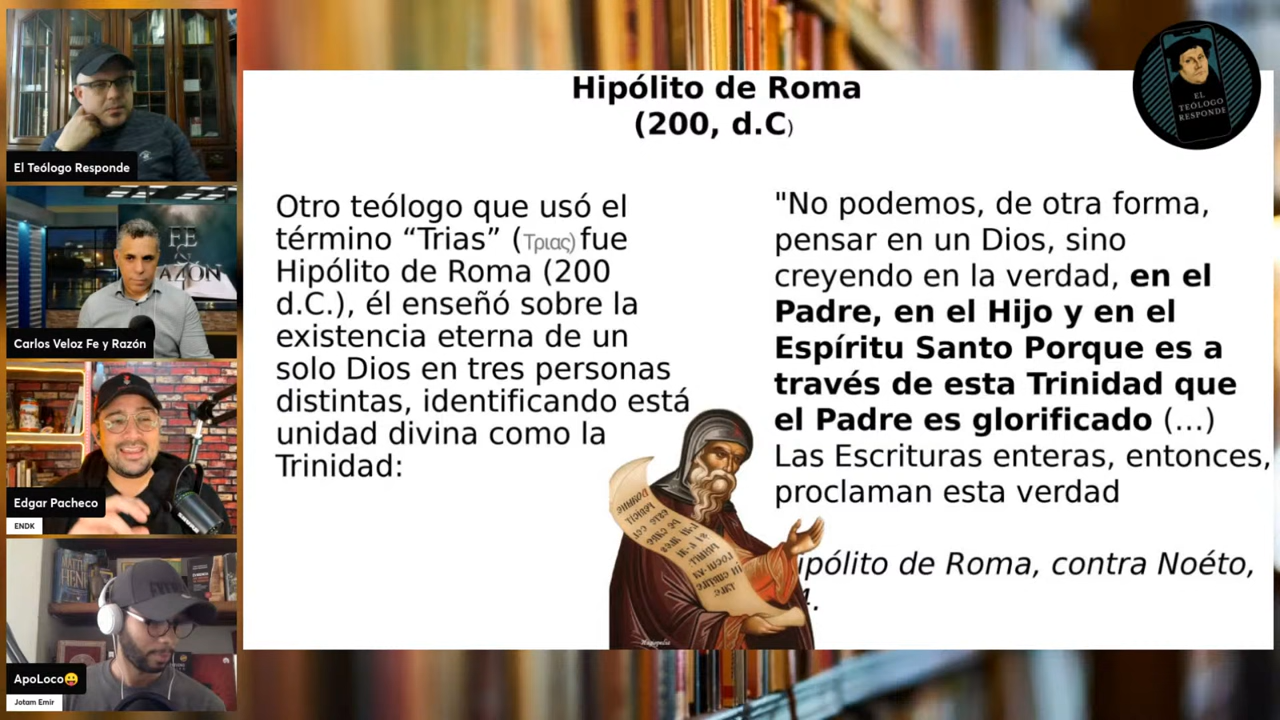 Hipólito de Roma
(200, d.C)
Otro teólogo que usó el
término “Trias” (Τριας) fue
Hipólito de Roma (200
d.C.), él enseñó sobre la
existencia eterna de un
solo Dios en tres personas
distintas, identificando está
unidad divina como la
Trinidad:
"No podemos, de otra forma,
pensar en un Dios, sino
creyendo en la verdad, en el
Padre, en el Hijo y en el
Espíritu Santo Porque es a
través de esta Trinidad que
el Padre es glorificado (...)
Las Escrituras enteras, entonces,
proclaman esta verdad
ipólito de Roma, contra Noéto,
4.
EL
TEÓLOGO
RESPONDE
El Teólogo Responde
FE
&
AZÓN
Carlos Veloz Fe y Razón
Edgar Pacheco
ENDK
MATTHEW
HENRY
ApoLoco😛
Jotam Emir